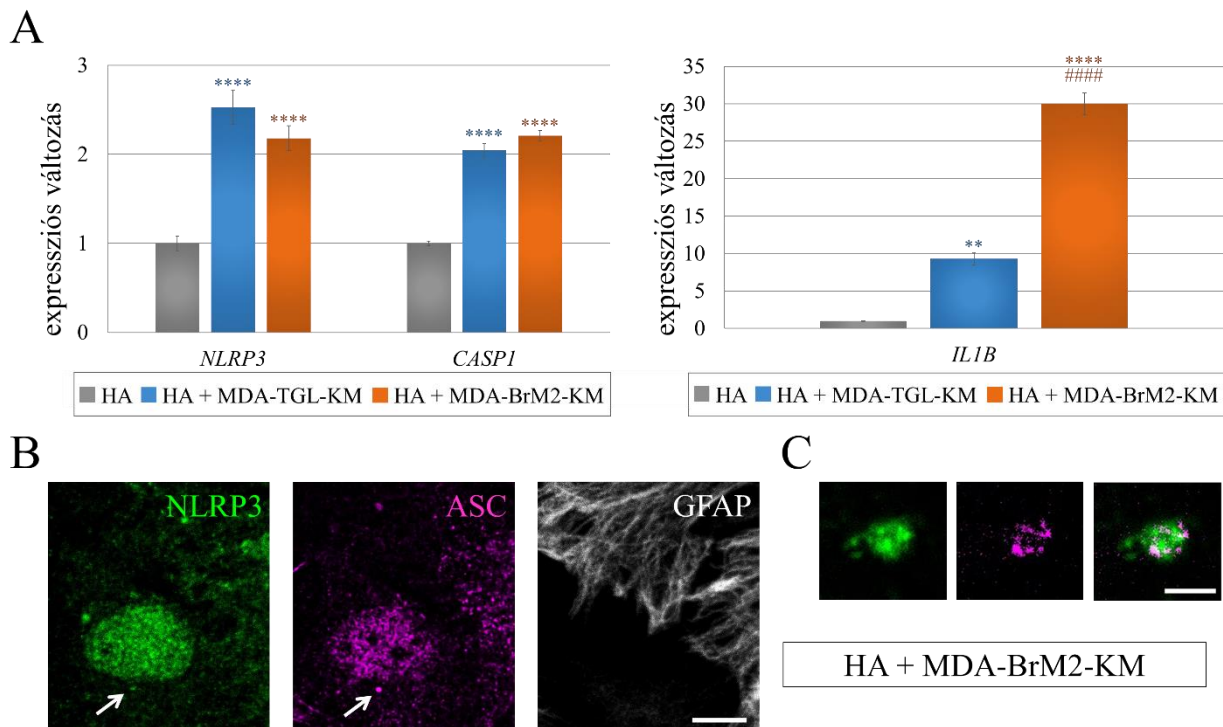 A
expressziós változás
3
2
1
0
****
****
****
****
NLRP3
CASP1
HA
HA + MDA-TGL-KM
HA + MDA-BrM2-KM
expressziós változás
35
30
25
20
15
10
5
0
**
****
####
IL1B
HA
HA + MDA-TGL-KM
HA + MDA-BrM2-KM
B
NLRP3
ASC
GFAP
C
HA + MDA-BrM2-KM